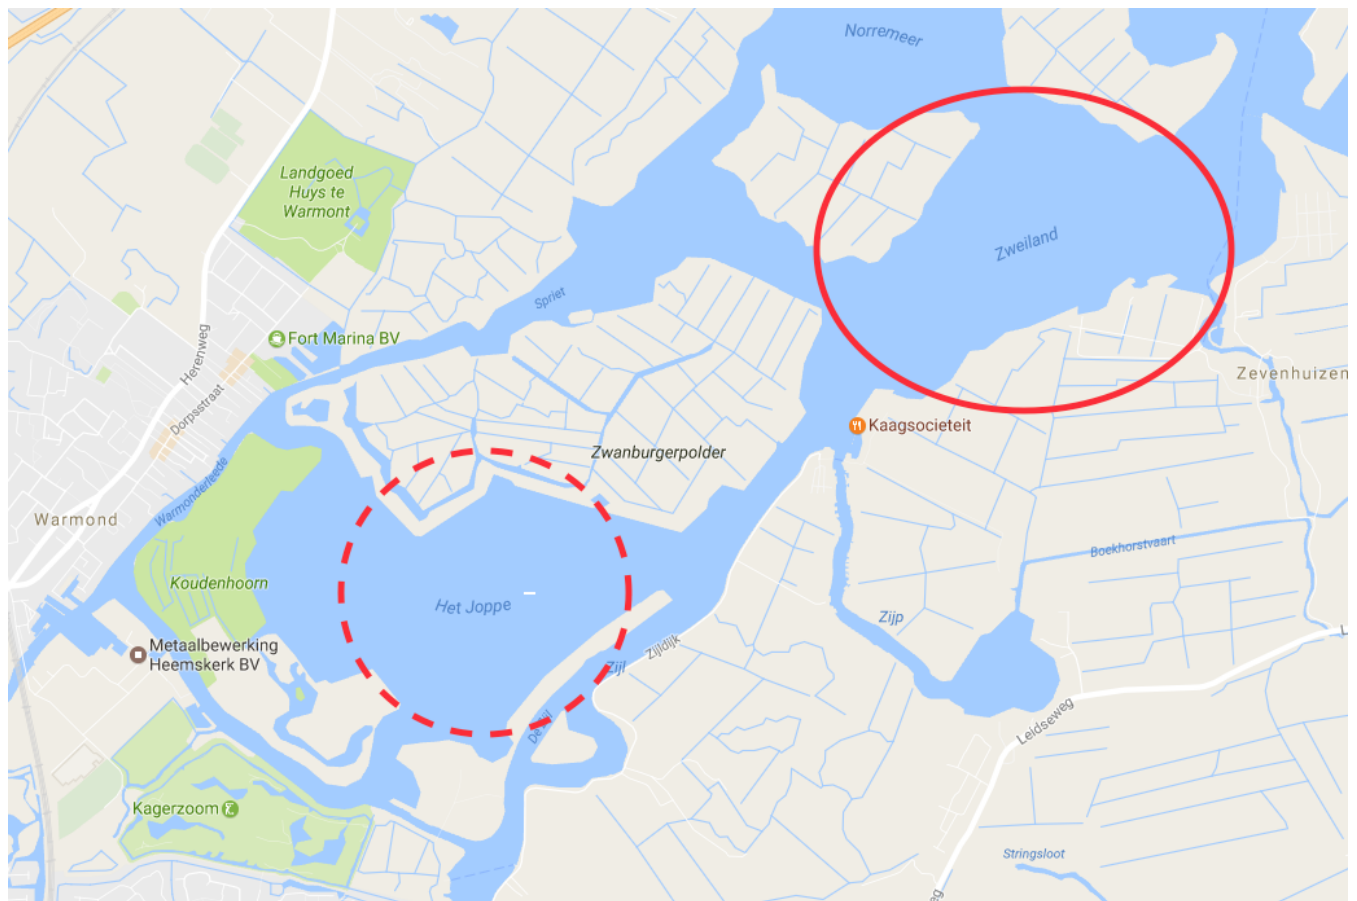 Norremeer
Landgoed
Huys te
Warmont
Zweiland
Spriet
Fort Marina BV
Herenweg
Zevenhuizen
Dorpsstraat
Kaagsocieteit
Zwanburgerpolder
Warmonderleede
Warmond
Boekhorstvaart
Koudenhoorn
Het Joppe
Zijp
Metaalbewerking
Heemskerk BV
Zijldijk
Zijl
De Zijl
Leidseweg
Kagerzoom
Stringsloot